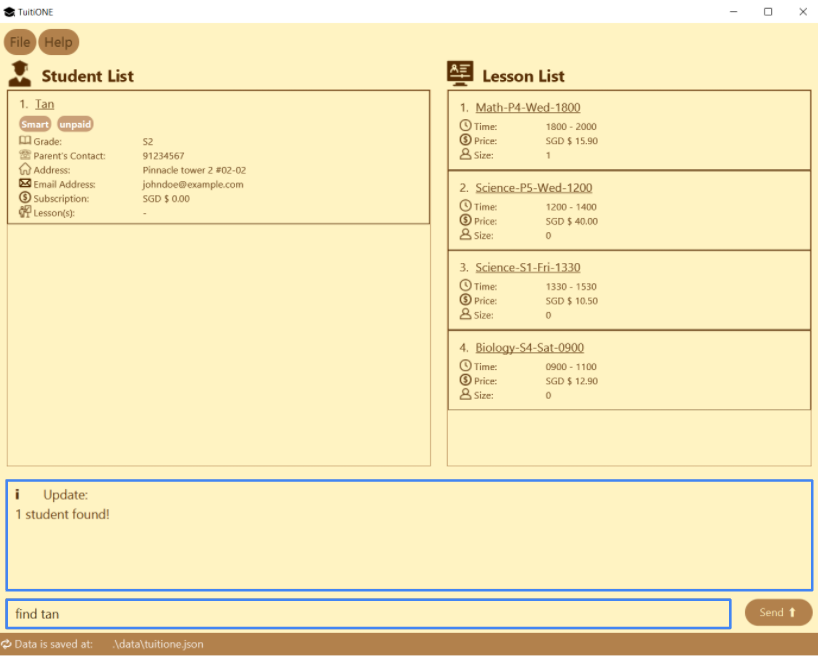 TuitiONE
File Help
Student List
1. Tan
Smart unpaid
Grade: S2
Parent's Contact: 91234567
Address: Pinnacle tower 2 #02-02
Email Address: johndoe@example.com
Subscription: SGD $ 0.00
Lesson(s): -
Lesson List
1. Math-P4-Wed-1800
Time: 1800 - 2000
Price: SGD $ 15.90
Size: 1
2. Science-P5-Wed-1200
Time: 1200 - 1400
Price: SGD $ 40.00
Size: 0
3. Science-S1-Fri-1330
Time: 1330 - 1530
Price: SGD $ 10.50
Size: 0
4. Biology-S4-Sat-0900
Time: 0900 - 1100
Price: SGD $ 12.90
Size: 0
i Update:
1 student found!
find tan
Send
Data is saved at: .\data\tuitione.json